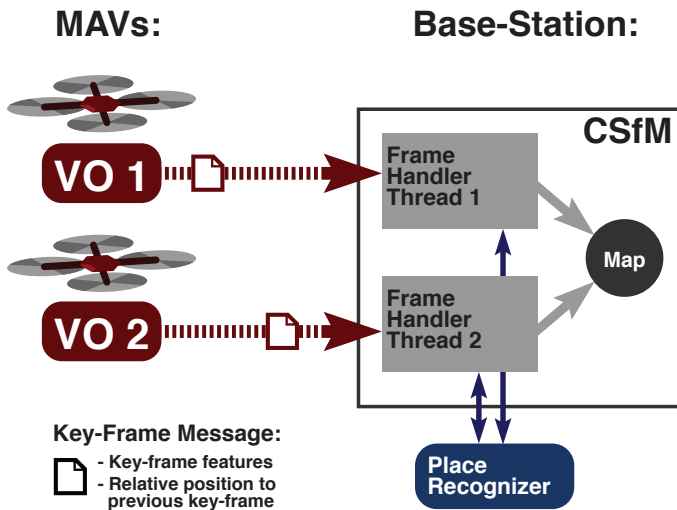 MAVs:
Base-Station:
CSfM
VO 1
Frame
Handler
Thread 1
Map
VO 2
Frame
Handler
Thread 2
Key-Frame Message:
- Key-frame features
- Relative position to
previous key-frame
Place
Recognizer